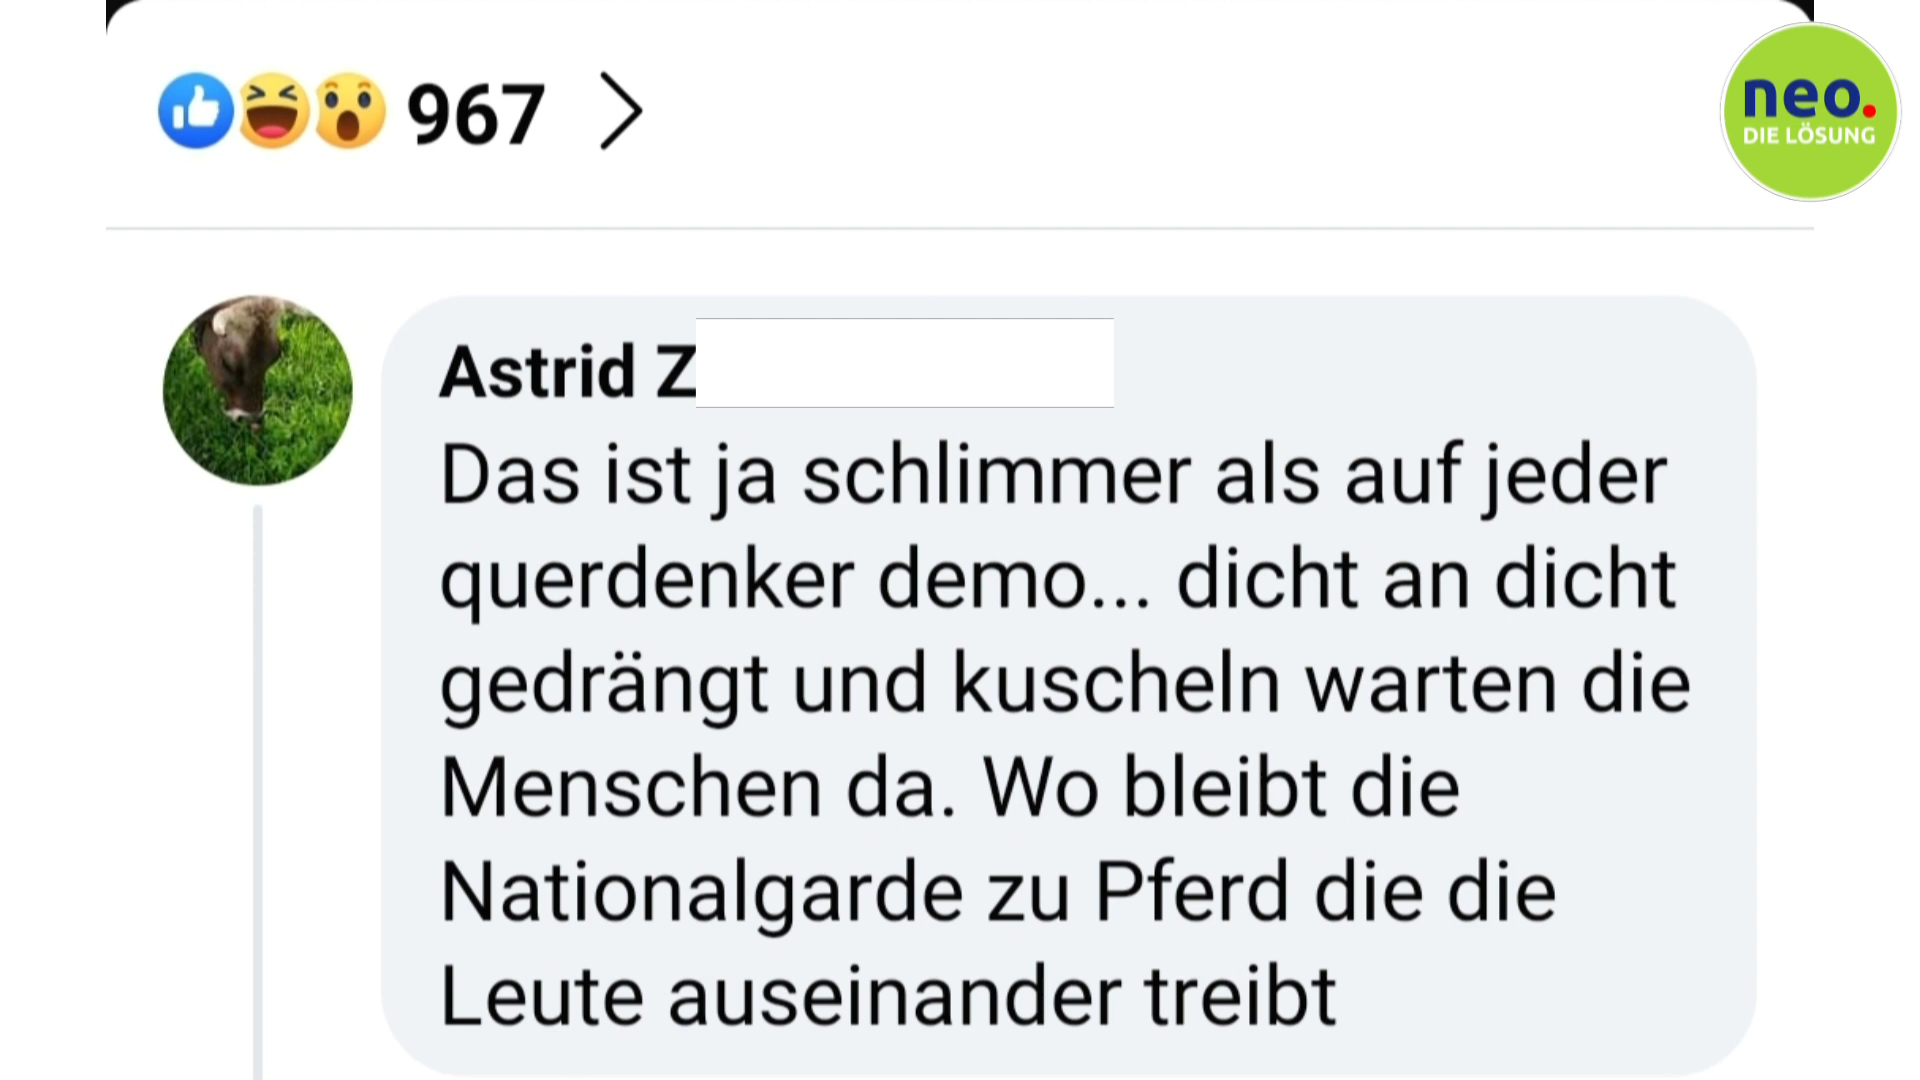 967
neo.
DIE LÖSUNG
Astrid Z
Das ist ja schlimmer als auf jeder
querdenker demo... dicht an dicht
gedrängt und kuscheln warten die
Menschen da. Wo bleibt die
Nationalgarde zu Pferd die die
Leute auseinander treibt